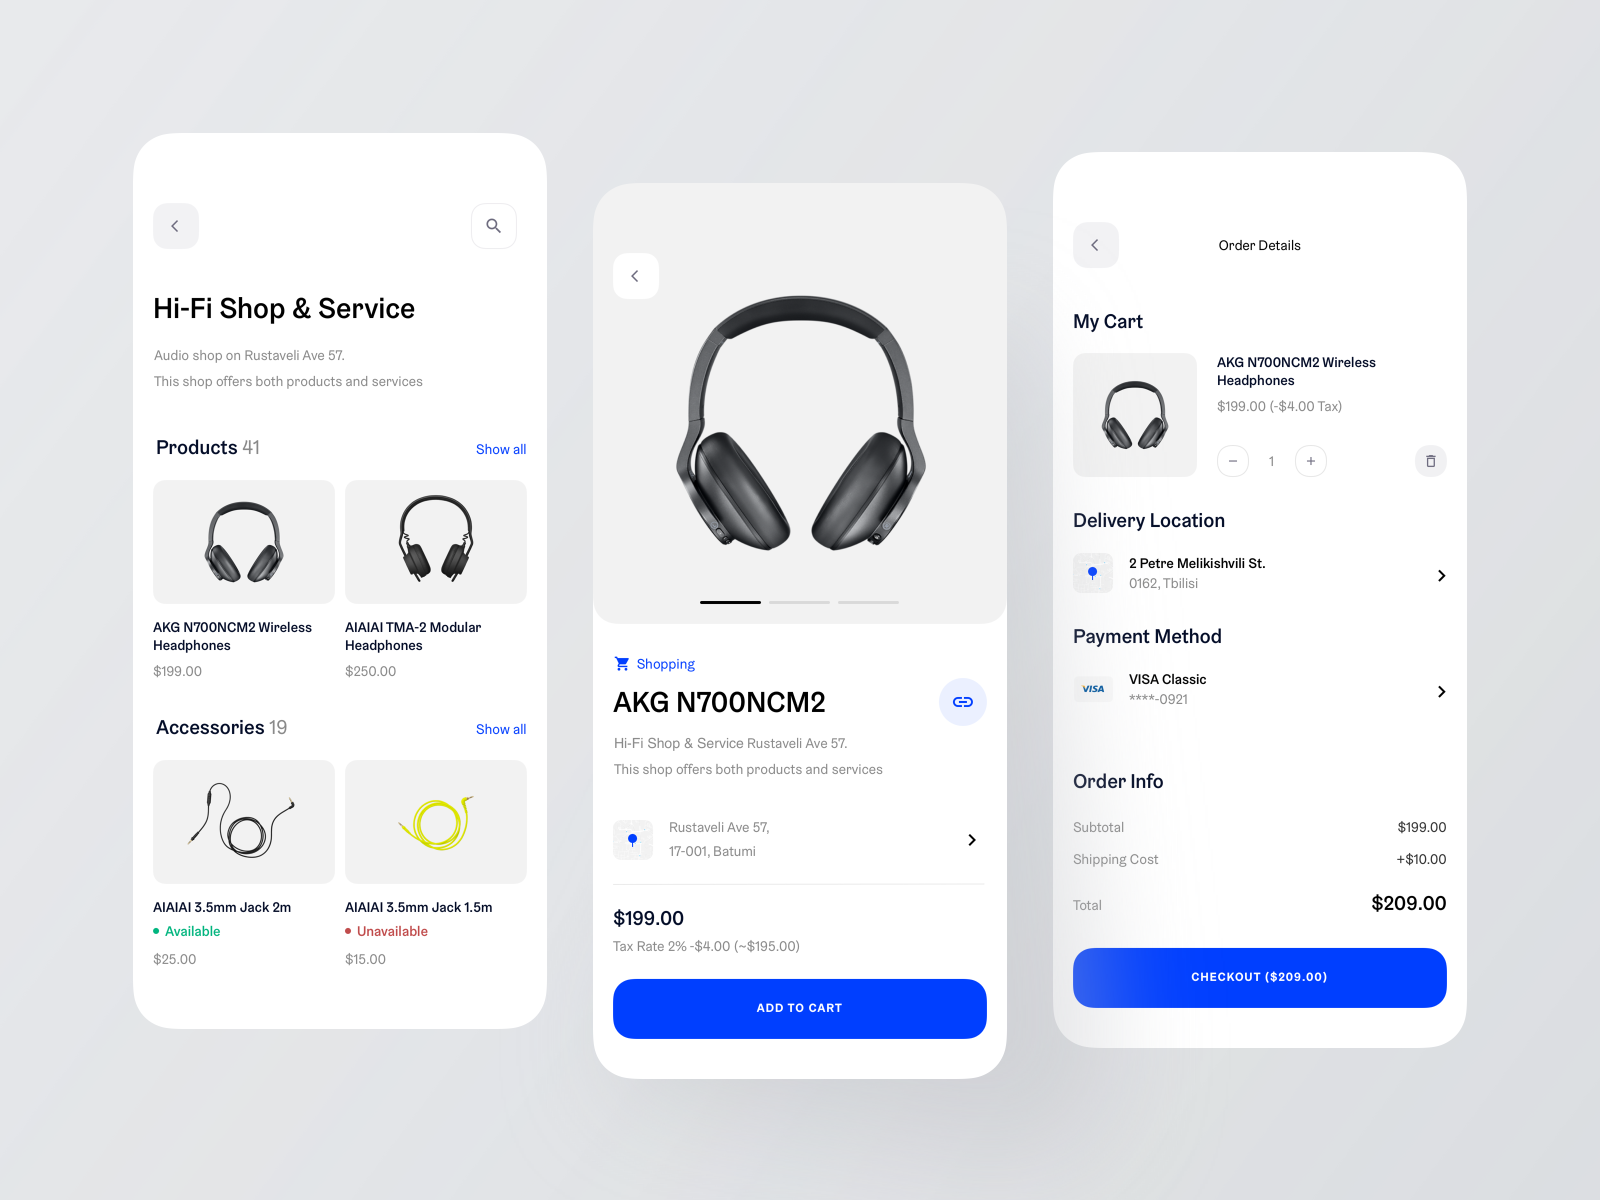 Hi-Fi Shop & Service
Audio shop on Rustaveli Ave 57.
This shop offers both products and services
Products 41
Show all
AKG N700NCM2 Wireless
Headphones
$199.00
AIAIAI TMA-2 Modular
Headphones
$250.00
Accessories 19
Show all
AIAIAI 3.5mm Jack 2m
Available
$25.00
AIAIAI 3.5mm Jack 1.5m
Unavailable
$15.00
Shopping
AKG N700NCM2
Hi-Fi Shop & Service Rustaveli Ave 57.
This shop offers both products and services
Rustaveli Ave 57,
17-001, Batumi
$199.00
Tax Rate 2% -$4.00 (~$195.00)
ADD TO CART
Order Details
My Cart
AKG N700NCM2 Wireless
Headphones
$199.00 (-$4.00 Tax)
1
Delivery Location
2 Petre Melikishvili St.
0162, Tbilisi
Payment Method
VISA
VISA Classic
****-0921
Order Info
Subtotal
$199.00
Shipping Cost
+$10.00
Total
$209.00
CHECKOUT ($209.00)